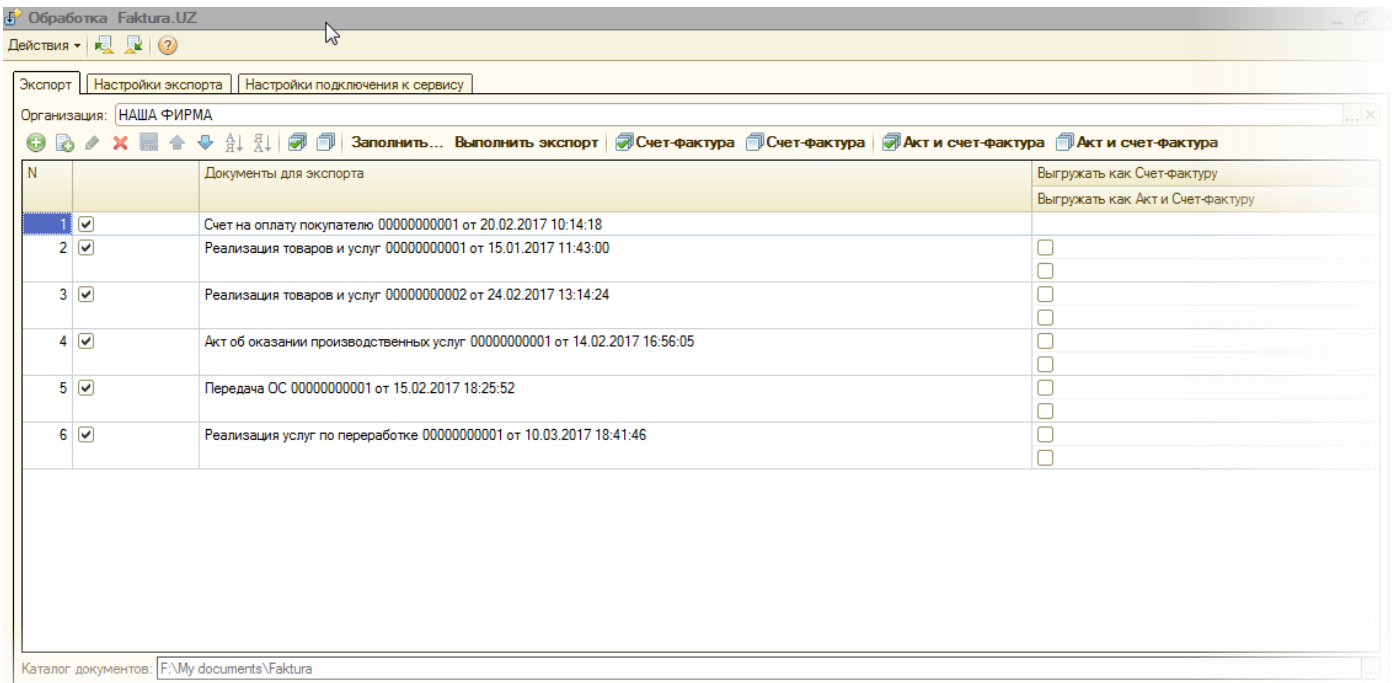 Обработка Faktura.UZ
Действия
Экспорт Настройки экспорта Настройки подключения к сервису
Организация: НАША ФИРМА ...
Заполнить... Выполнить экспорт Счет-фактура Счет-фактура Акт и счет-фактура Акт и счет-фактура
N Документы для экспорта Выгружать как Счет-фактуру
Выгружать как Акт и Счет-фактуру
1 Счет на оплату покупателю 00000000001 от 20.02.2017 10:14:18
2 Реализация товаров и услуг 00000000001 от 15.01.2017 11:43:00
3 Реализация товаров и услуг 00000000002 от 24.02.2017 13:14:24
4 Акт об оказании производственных услуг 00000000001 от 14.02.2017 16:56:05
5 Передача ОС 00000000001 от 15.02.2017 18:25:52
6 Реализация услуг по переработке 00000000001 от 10.03.2017 18:41:46
Каталог документов: F:\My documents\Faktura ...